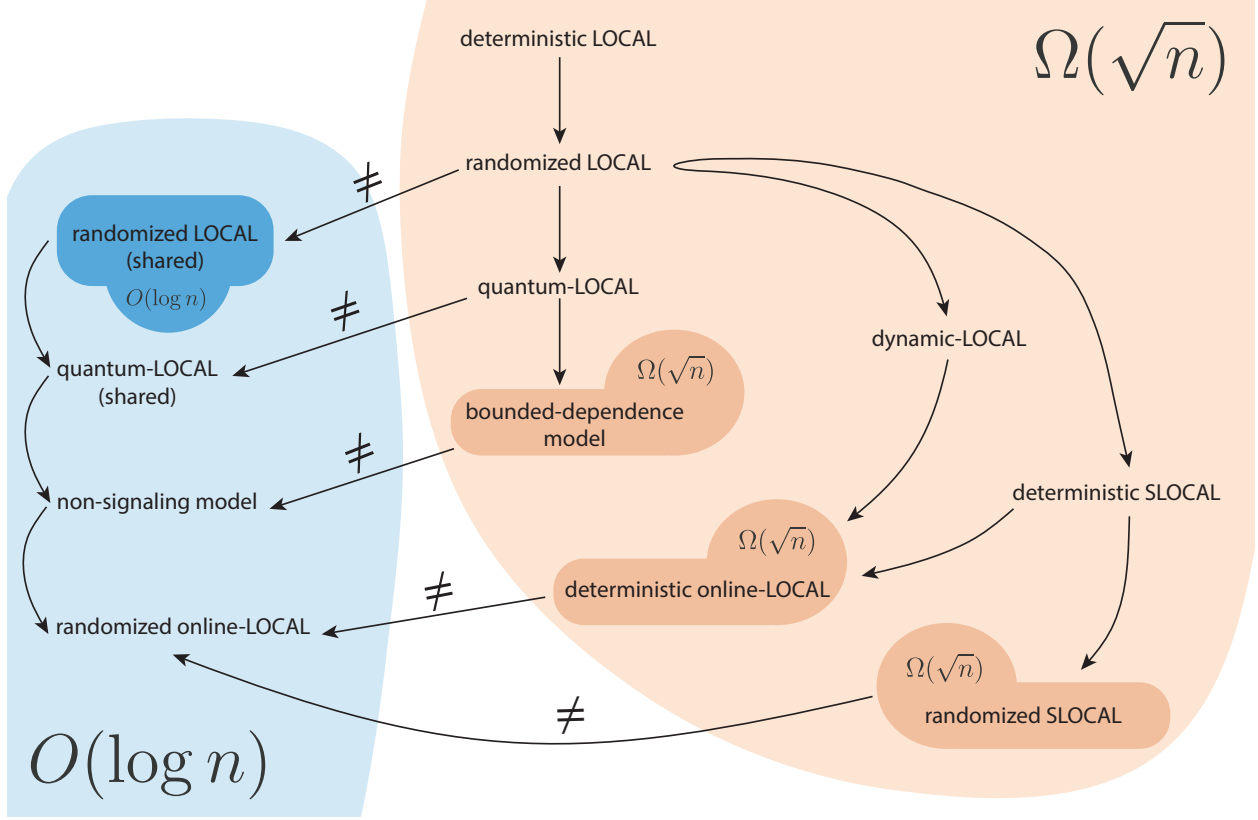 deterministic LOCAL
Ω(√n)
randomized LOCAL
≠
randomized LOCAL
(shared)
O(log n)
quantum-LOCAL
≠
dynamic-LOCAL
quantum-LOCAL
(shared)
Ω(√n)
bounded-dependence
model
≠
non-signaling model
deterministic SLOCAL
Ω(√n)
deterministic online-LOCAL
≠
randomized online-LOCAL
Ω(√n)
randomized SLOCAL
≠
O(log n)